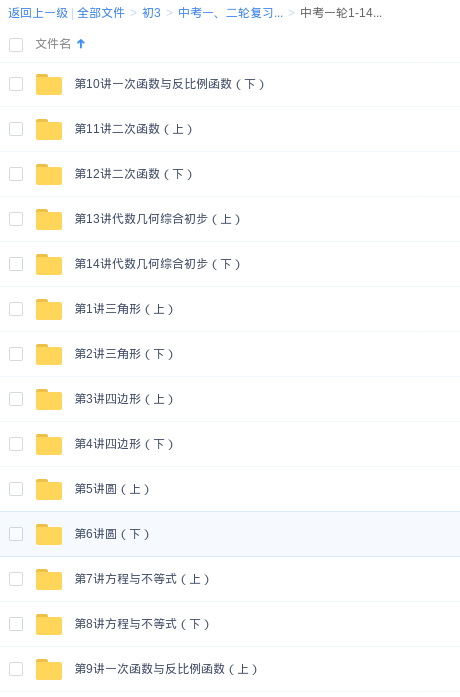 返回上一级 | 全部文件 > 初3 > 中考一、二轮复习... > 中考一轮1-14...
文件名
第10讲一次函数与反比例函数（下）
第11讲二次函数（上）
第12讲二次函数（下）
第13讲代数几何综合初步（上）
第14讲代数几何综合初步（下）
第1讲三角形（上）
第2讲三角形（下）
第3讲四边形（上）
第4讲四边形（下）
第5讲圆（上）
第6讲圆（下）
第7讲方程与不等式（上）
第8讲方程与不等式（下）
第9讲一次函数与反比例函数（上）